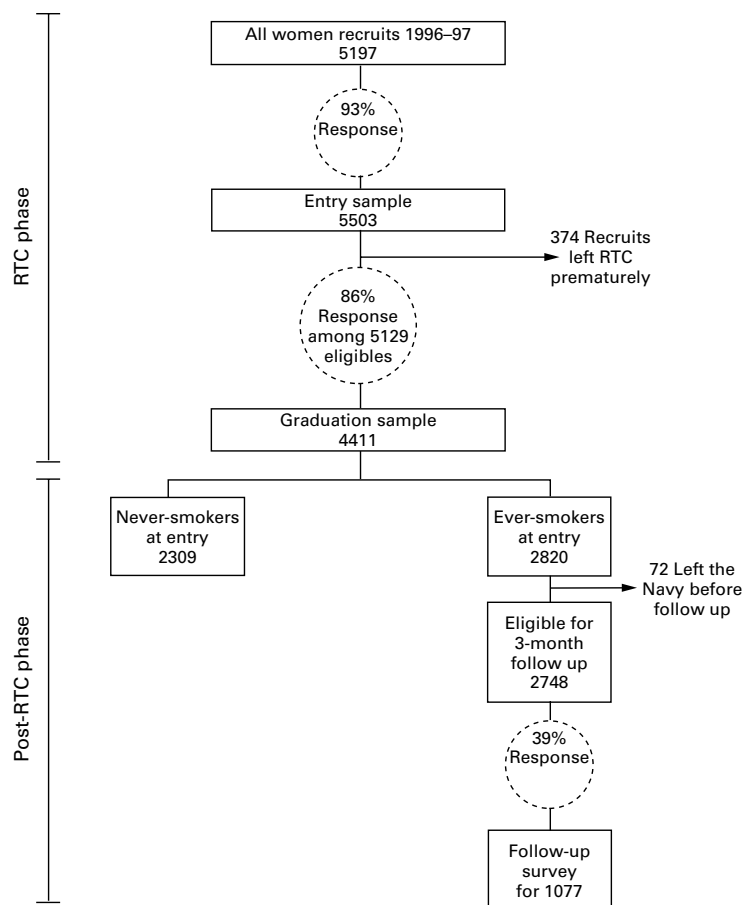 All women recruits 1996–97
5197
93%
Response
Entry sample
5503
374 Recruits
left RTC
prematurely
86%
Response
among 5129
eligibles
Graduation sample
4411
RTC phase
Never-smokers
at entry
2309
Ever-smokers
at entry
2820
72 Left the
Navy before
follow up
Eligible for
3-month
follow up
2748
39%
Response
Follow-up
survey
for 1077
Post-RTC phase